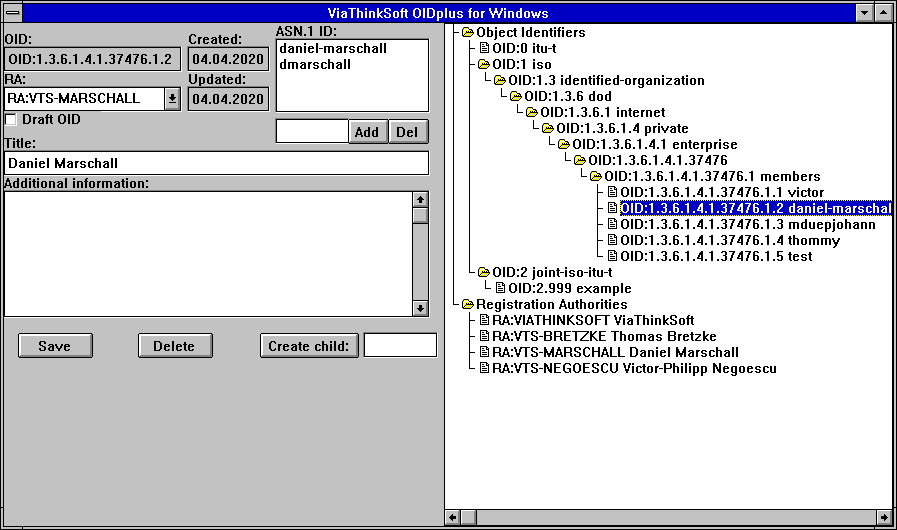 ViaThinkSoft OIDplus for Windows
OID:
OID:1.3.6.1.4.1.37476.1.2
Created:
04.04.2020
ASN.1 ID:
daniel-marschall
dmarschall
RA:
RA:VTS-MARSCHALL
Updated:
04.04.2020
Draft OID
Add
Del
Title:
Daniel Marschall
Additional information:
Save
Delete
Create child:
Object Identifiers
OID:0 itu-t
OID:1 iso
OID:1.3 identified-organization
OID:1.3.6 dod
OID:1.3.6.1 internet
OID:1.3.6.1.4 private
OID:1.3.6.1.4.1 enterprise
OID:1.3.6.1.4.1.37476
OID:1.3.6.1.4.1.37476.1 members
OID:1.3.6.1.4.1.37476.1.1 victor
OID:1.3.6.1.4.1.37476.1.2 daniel-marschal
OID:1.3.6.1.4.1.37476.1.3 mduepjohann
OID:1.3.6.1.4.1.37476.1.4 thommy
OID:1.3.6.1.4.1.37476.1.5 test
OID:2 joint-iso-itu-t
OID:2.999 example
Registration Authorities
RA:VIATHINKSOFT ViaThinkSoft
RA:VTS-BRETZKE Thomas Bretzke
RA:VTS-MARSCHALL Daniel Marschall
RA:VTS-NEGOESCU Victor-Philipp Negoescu